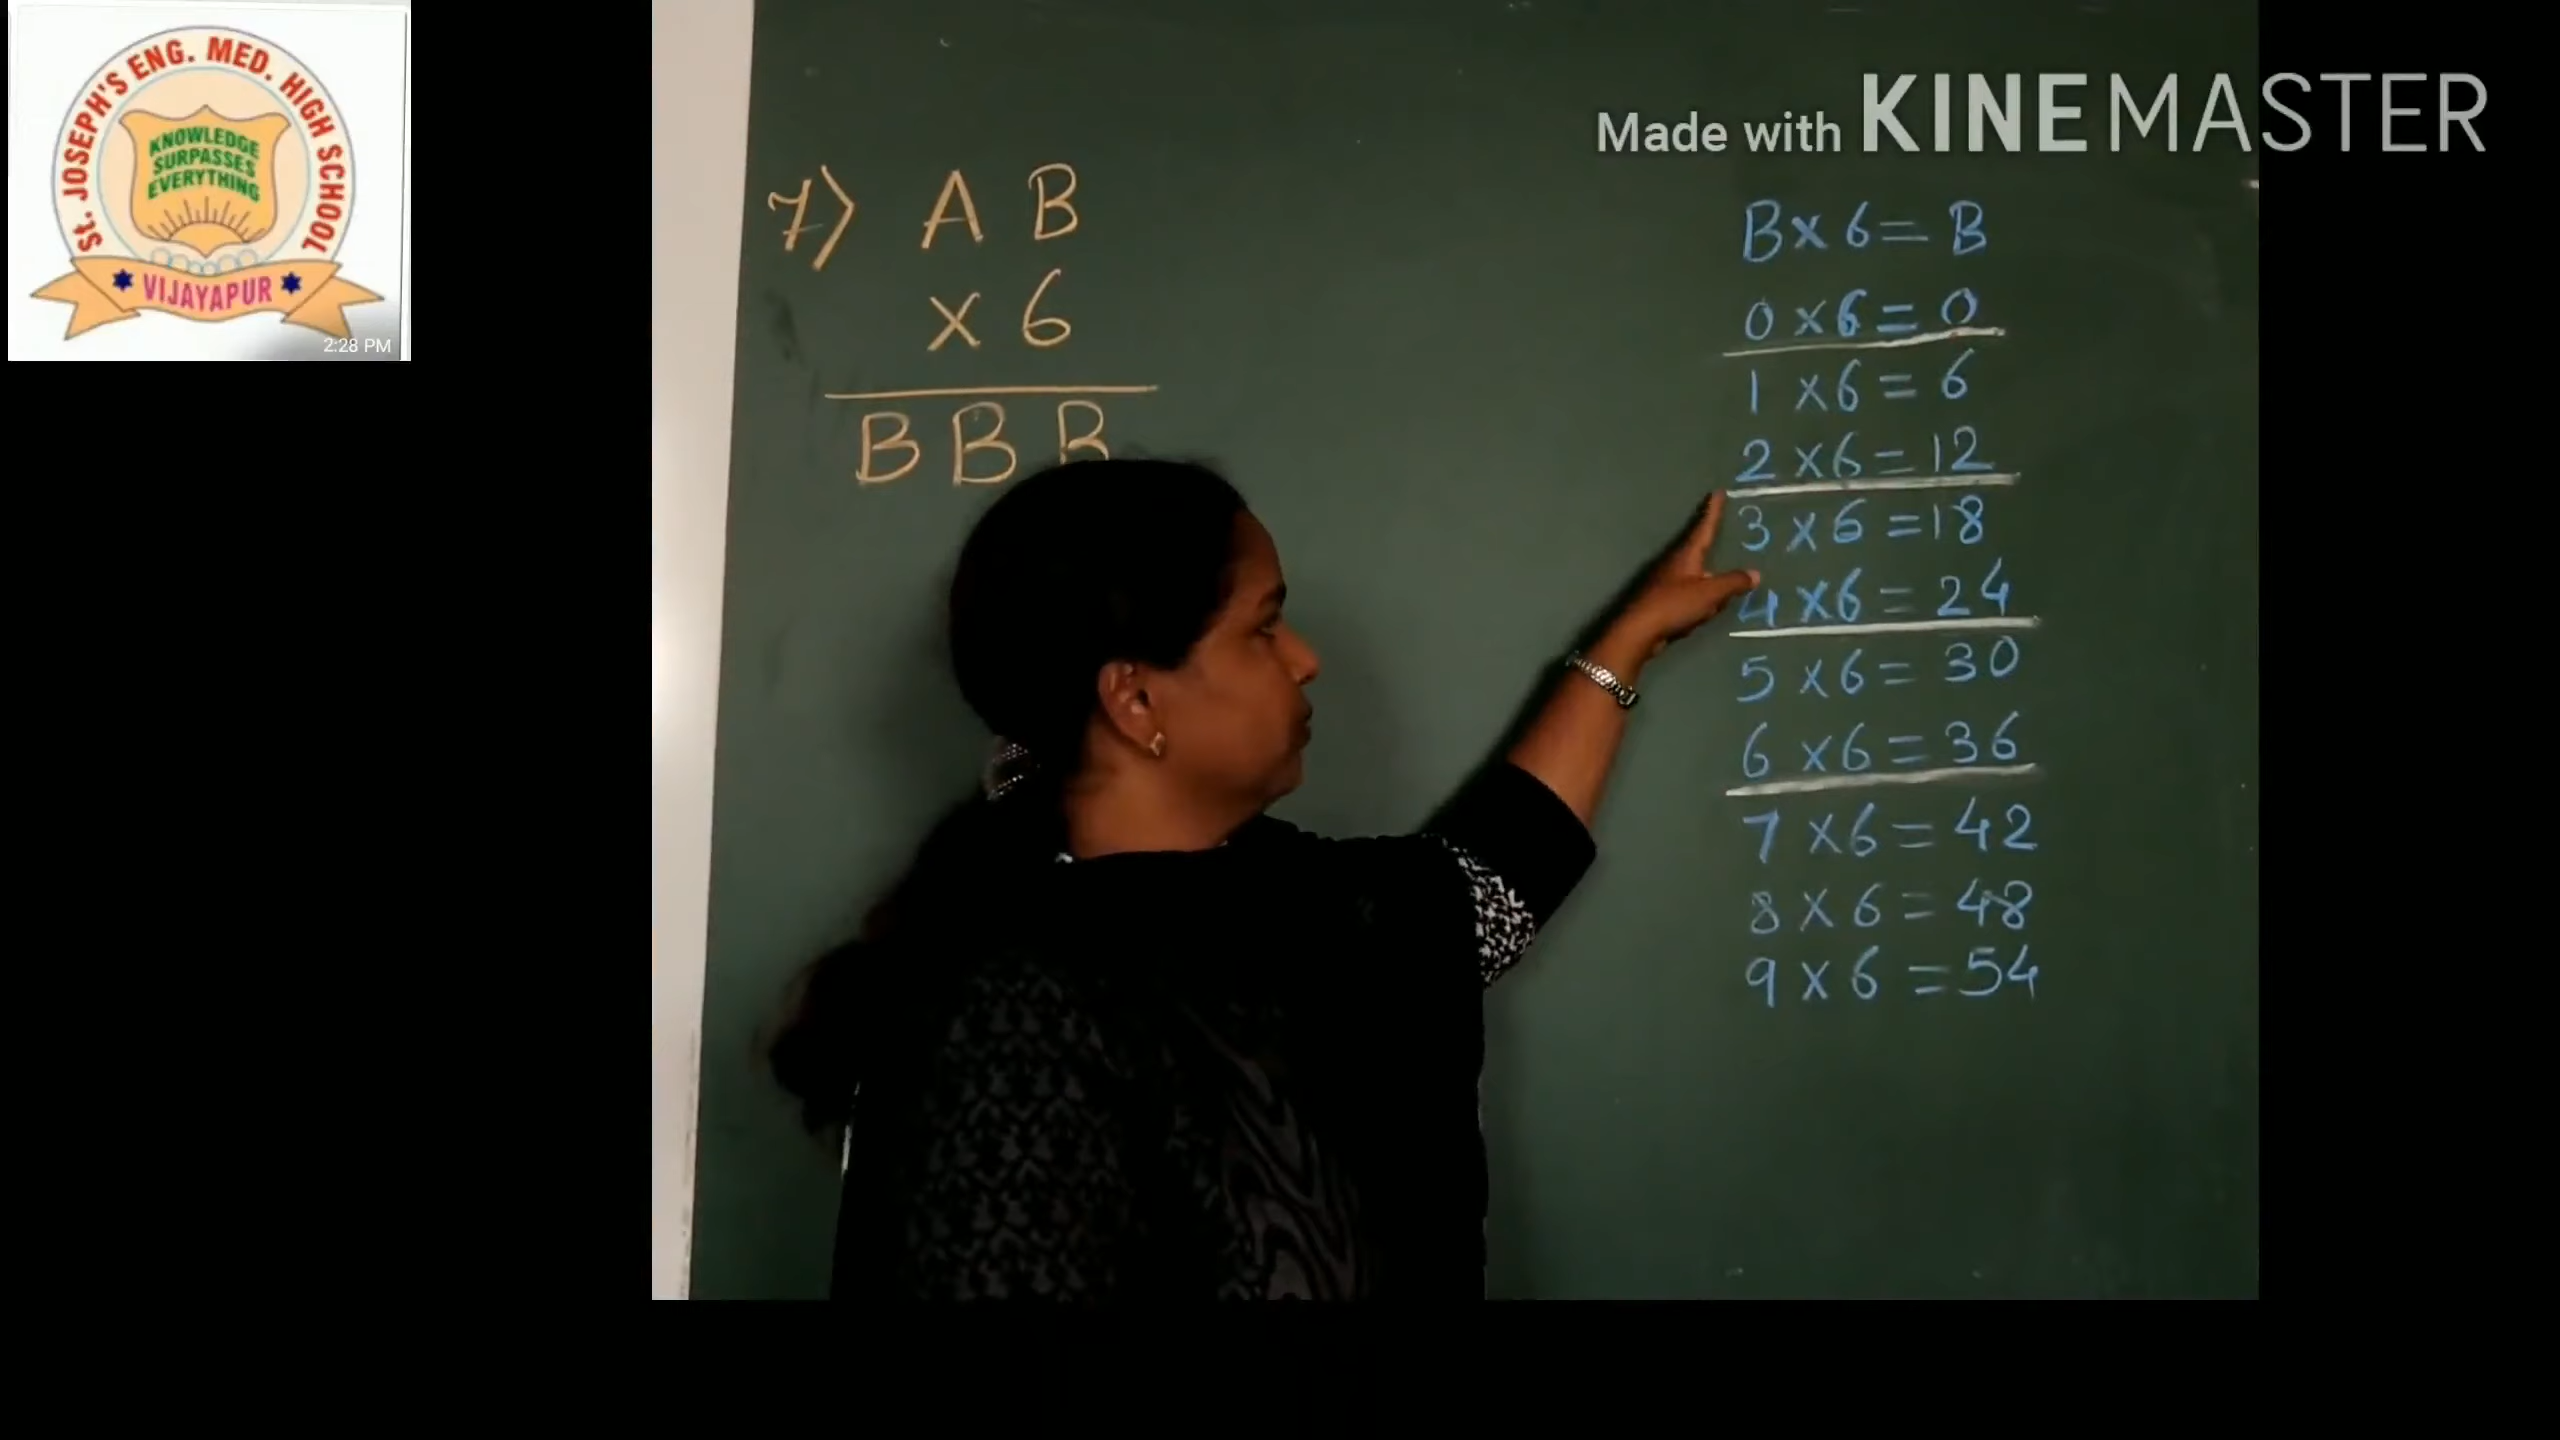 St. JOSEPH'S ENG. MED. HIGH SCHOOL
KNOWLEDGE
SURPASSES
EVERYTHING
VIJAYAPUR
2:28 PM
Made with KINEMASTER
7) A B
x 6
B B B
B x 6 = B
0 x 6 = 0
1 x 6 = 6
2 x 6 = 12
3 x 6 = 18
4 x 6 = 24
5 x 6 = 30
6 x 6 = 36
7 x 6 = 42
8 x 6 = 48
9 x 6 = 54